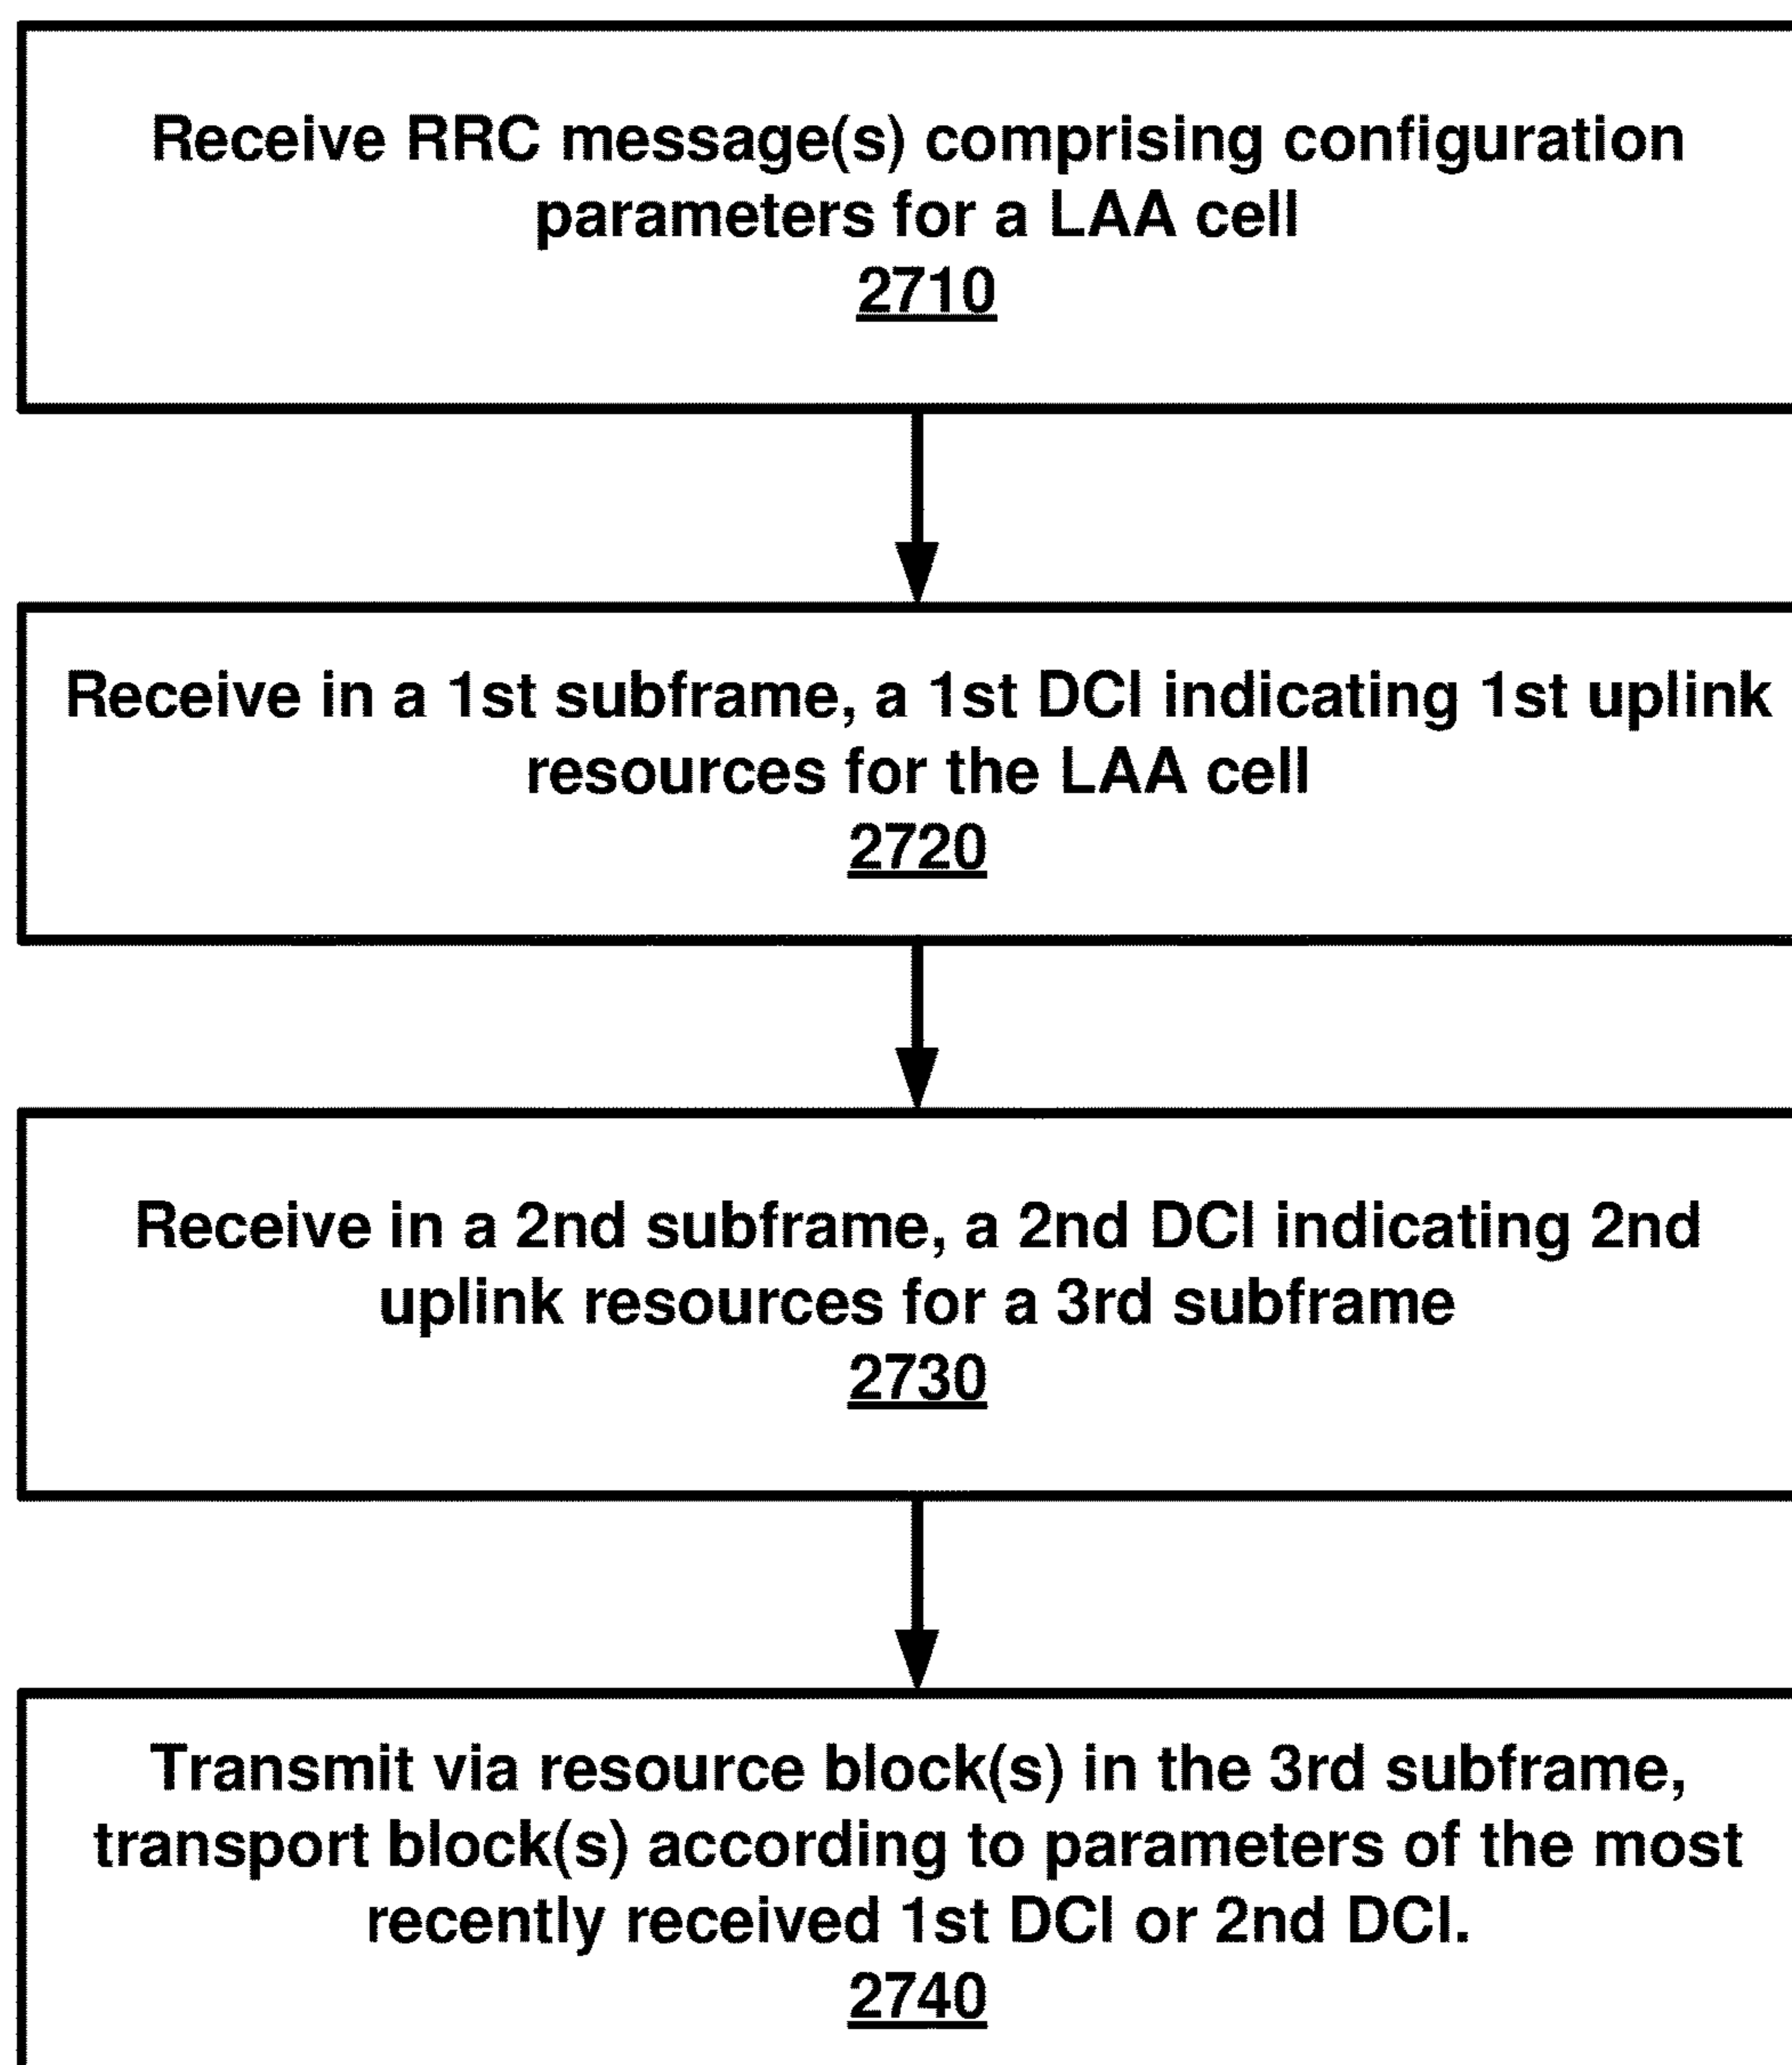 Receive RRC message(s) comprising configuration
parameters for a LAA cell
2710
Receive in a 1st subframe, a 1st DCI indicating 1st uplink
resources for the LAA cell
2720
Receive in a 2nd subframe, a 2nd DCI indicating 2nd
uplink resources for a 3rd subframe
2730
Transmit via resource block(s) in the 3rd subframe,
transport block(s) according to parameters of the most
recently received 1st DCI or 2nd DCI.
2740